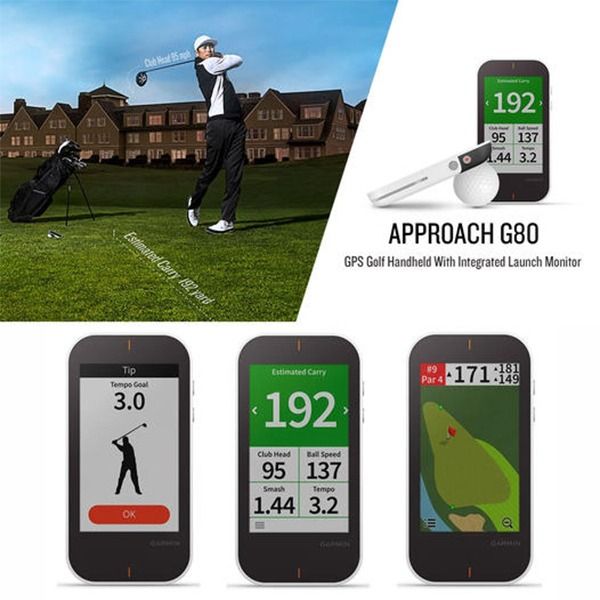 Club Head 95 mph
Estimated Carry 192 yard
Estimated Carry
192
Club Head
Ball Speed
95
137
Smash
1.44
3.2
APPROACH G80
GPS Golf Handheld With Integrated Launch Monitor
Tip
Tempo Goal
3.0
OK
GARMIN
Estimated Carry
192
Club Head
Ball Speed
95
137
Smash
Tempo
1.44
3.2
GARMIN
#9
Par 4
171
181
149
GARMIN